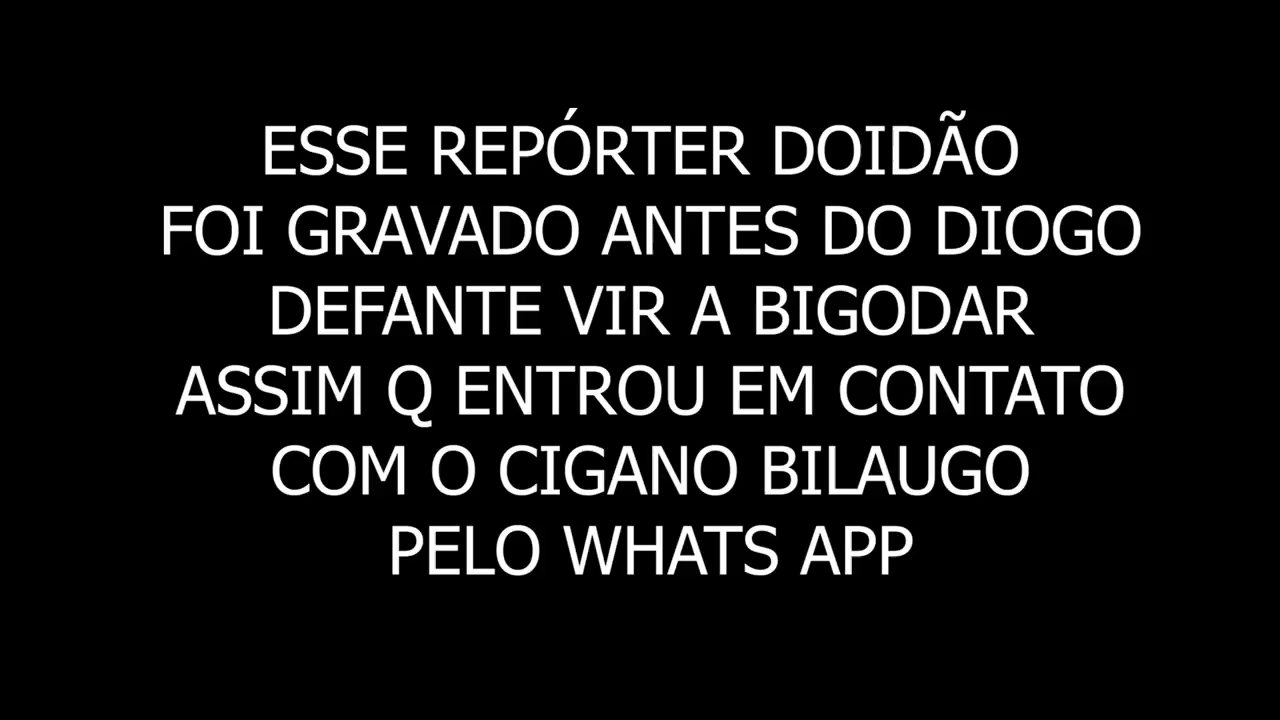 ESSE REPÓRTER DOIDÃO
FOI GRAVADO ANTES DO DIOGO
DEFANTE VIR A BIGODAR
ASSIM Q ENTROU EM CONTATO
COM O CIGANO BILAUGO
PELO WHATS APP